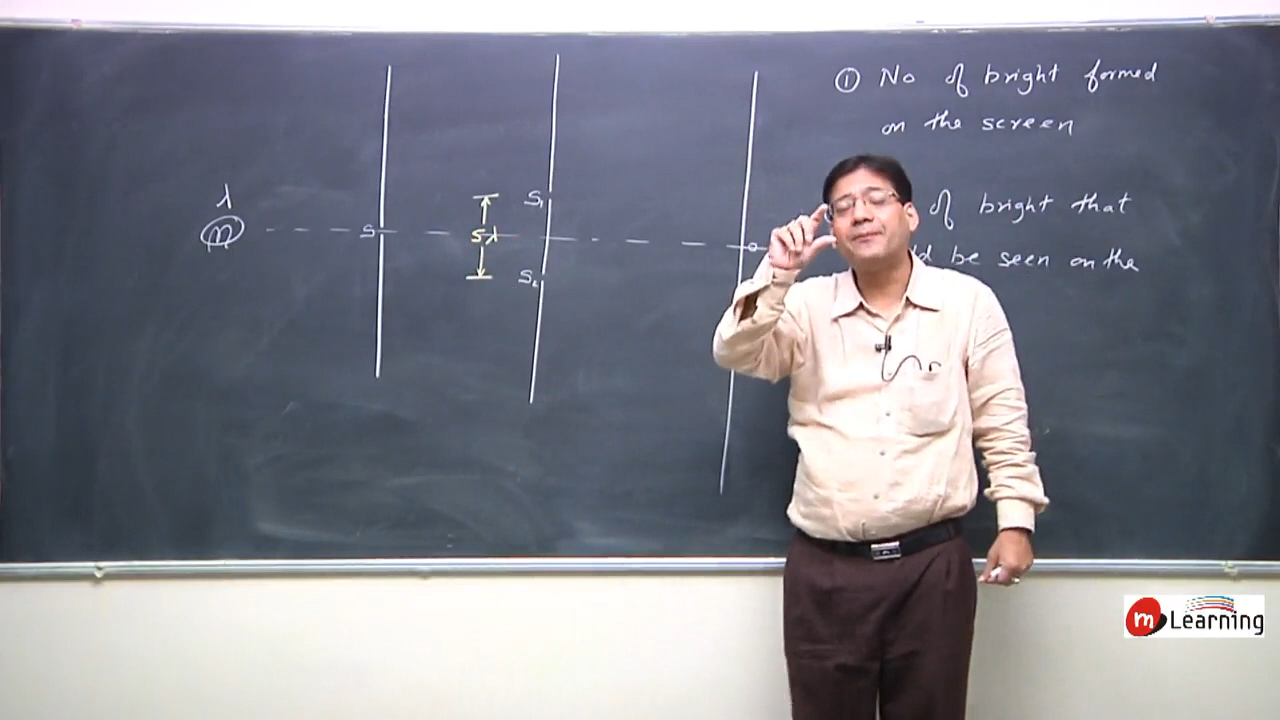 ① No of bright formed
on the screen
of bright that
be seen on the
λ
S
S₁
5λ
S₂
O
m Learning